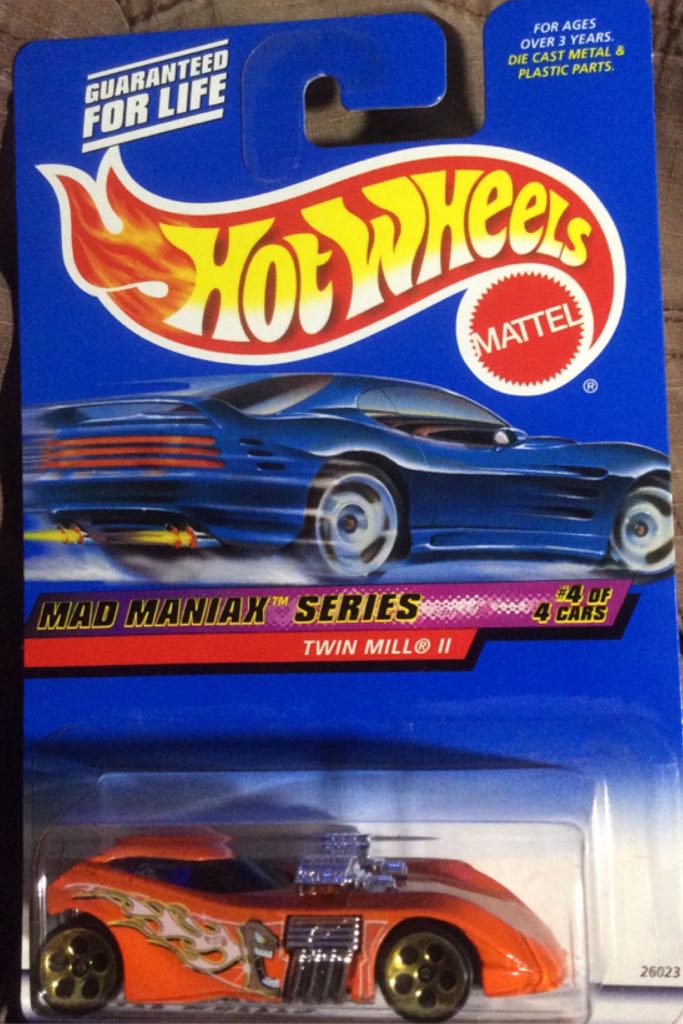 GUARANTEED
FOR LIFE
FOR AGES
OVER 3 YEARS.
DIE CAST METAL &
PLASTIC PARTS.
HOT WHEELS
MATTEL
®
MAD MANIAX™ SERIES
#4 OF
4 CARS
TWIN MILL® II
26023